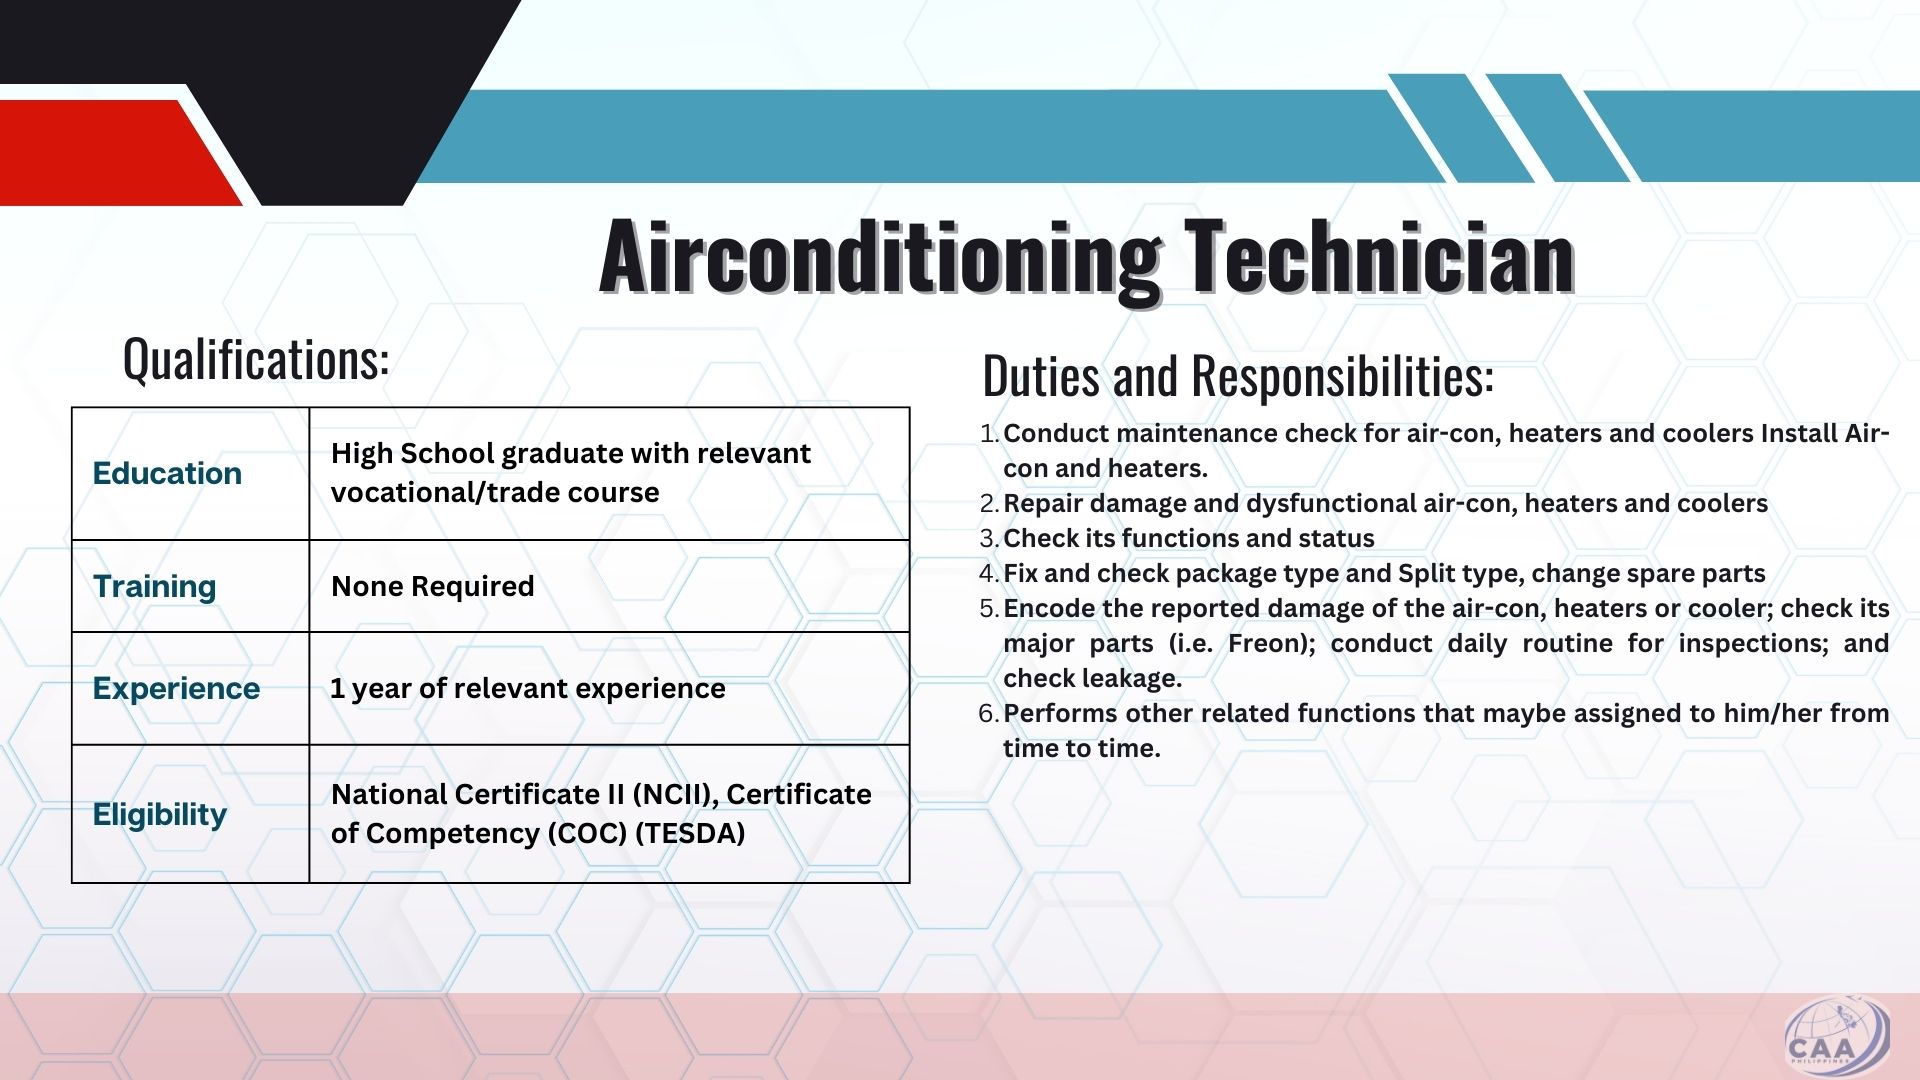 Airconditioning Technician
Qualifications:
Education
High School graduate with relevant
vocational/trade course
Training
None Required
Experience
1 year of relevant experience
Eligibility
National Certificate II (NCII), Certificate
of Competency (COC) (TESDA)
Duties and Responsibilities:
1. Conduct maintenance check for air-con, heaters and coolers Install Air-
con and heaters.
2. Repair damage and dysfunctional air-con, heaters and coolers
3. Check its functions and status
4. Fix and check package type and Split type, change spare parts
5. Encode the reported damage of the air-con, heaters or cooler; check its
major parts (i.e. Freon); conduct daily routine for inspections; and
check leakage.
6. Performs other related functions that maybe assigned to him/her from
time to time.
CAA
PHILIPPINES